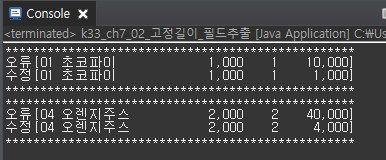 Console
<terminated> k33_ch7_02_고정길이_필드추출 [Java Application] C:\Us
****************************************
오류[01 초코파이 1,000 1 10,000]
수정[01 초코파이 1,000 1 1,000]
****************************************
****************************************
오류[04 오렌지주스 2,000 2 40,000]
수정[04 오렌지주스 2,000 2 4,000]
****************************************